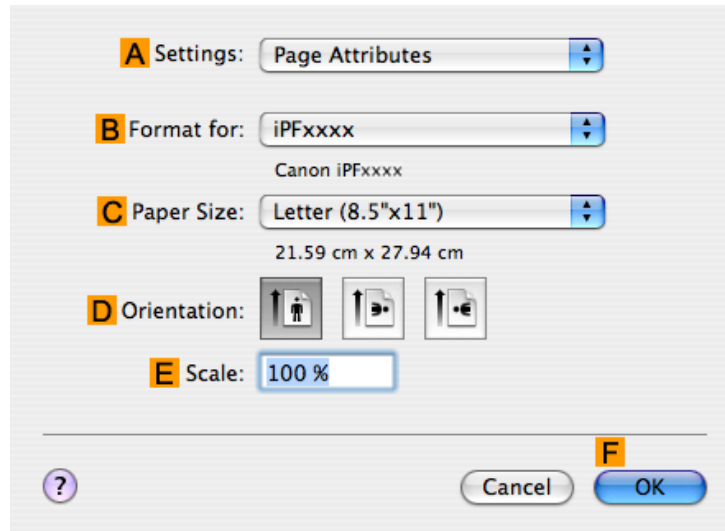 A Settings: Page Attributes
B Format for: iPFxxxx
Canon iPFxxxx
C Paper Size: Letter (8.5"x11")
21.59 cm x 27.94 cm
D Orientation:
E Scale: 100 %
F
? Cancel OK